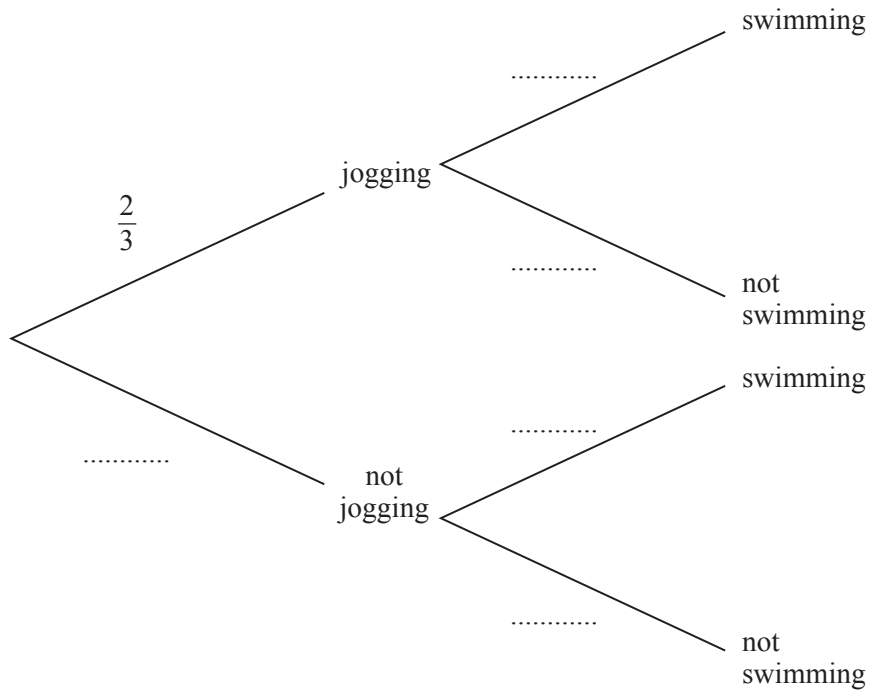 swimming
............
jogging
2
3
............
not
swimming
swimming
............
............
not
jogging
............
not
swimming